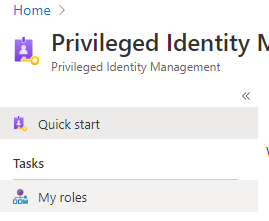 Home >
Privileged Identity
Privileged Identity Management
«
Quick start
Tasks
My roles